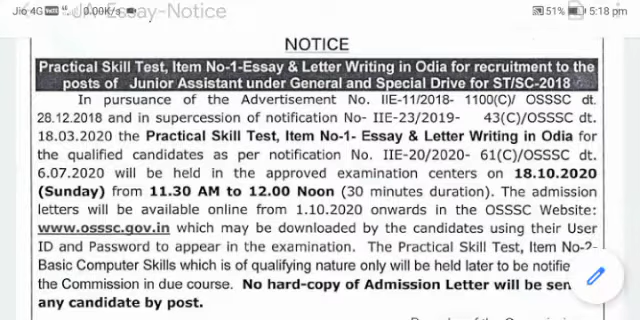 Jio 4G 0.00K/s 51% 5:18 pm
JA-Essay-Notice
NOTICE
Practical Skill Test, Item No-1-Essay & Letter Writing in Odia for recruitment to the
posts of Junior Assistant under General and Special Drive for ST/SC-2018
In pursuance of the Advertisement No. IIE-11/2018- 1100(C)/ OSSSC dt.
28.12.2018 and in supercession of notification No- IIE-23/2019- 43(C)/OSSSC dt.
18.03.2020 the Practical Skill Test, Item No-1- Essay & Letter Writing in Odia for
the qualified candidates as per notification No. IIE-20/2020- 61(C)/OSSSC dt.
6.07.2020 will be held in the approved examination centers on 18.10.2020
(Sunday) from 11.30 AM to 12.00 Noon (30 minutes duration). The admission
letters will be available online from 1.10.2020 onwards in the OSSSC Website:
www.osssc.gov.in which may be downloaded by the candidates using their User
ID and Password to appear in the examination. The Practical Skill Test, Item No-2-
Basic Computer Skills which is of qualifying nature only will be held later to be notifie
the Commission in due course. No hard-copy of Admission Letter will be sen
any candidate by post.